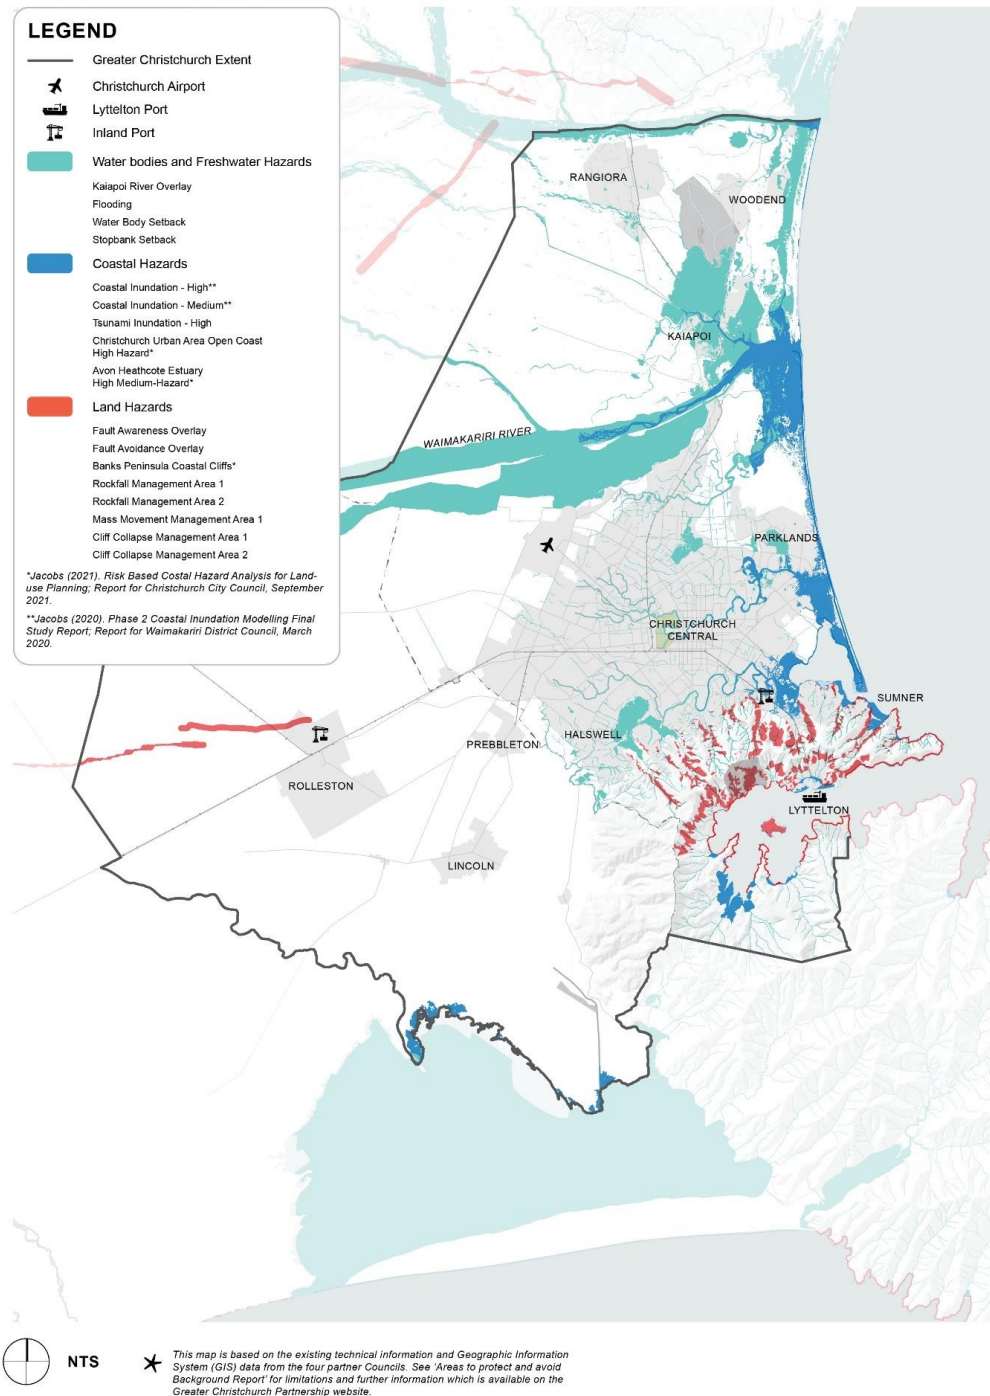 LEGEND
Greater Christchurch Extent
Christchurch Airport
Lyttelton Port
Inland Port
Water bodies and Freshwater Hazards
Kaiapoi River Overlay
Flooding
Water Body Setback
Stopbank Setback
Coastal Hazards
Coastal Inundation - High**
Coastal Inundation - Medium**
Tsunami Inundation - High
Christchurch Urban Area Open Coast
High Hazard*
Avon Heathcote Estuary
High Medium-Hazard*
Land Hazards
Fault Awareness Overlay
Fault Avoidance Overlay
Banks Peninsula Coastal Cliffs*
Rockfall Management Area 1
Rockfall Management Area 2
Mass Movement Management Area 1
Cliff Collapse Management Area 1
Cliff Collapse Management Area 2
*Jacobs (2021). Risk Based Costal Hazard Analysis for Land-
use Planning; Report for Christchurch City Council, September
2021.
**Jacobs (2020). Phase 2 Coastal Inundation Modelling Final
Study Report; Report for Waimakariri District Council, March
2020.
RANGIORA
WOODEND
KAIAPOI
WAIMAKARIRI RIVER
PARKLANDS
CHRISTCHURCH
CENTRAL
SUMNER
HALSWELL
PREBBLETON
ROLLESTON
LYTTELTON
LINCOLN
NTS
This map is based on the existing technical information and Geographic Information
System (GIS) data from the four partner Councils. See 'Areas to protect and avoid
Background Report' for limitations and further information which is available on the
Greater Christchurch Partnership website.